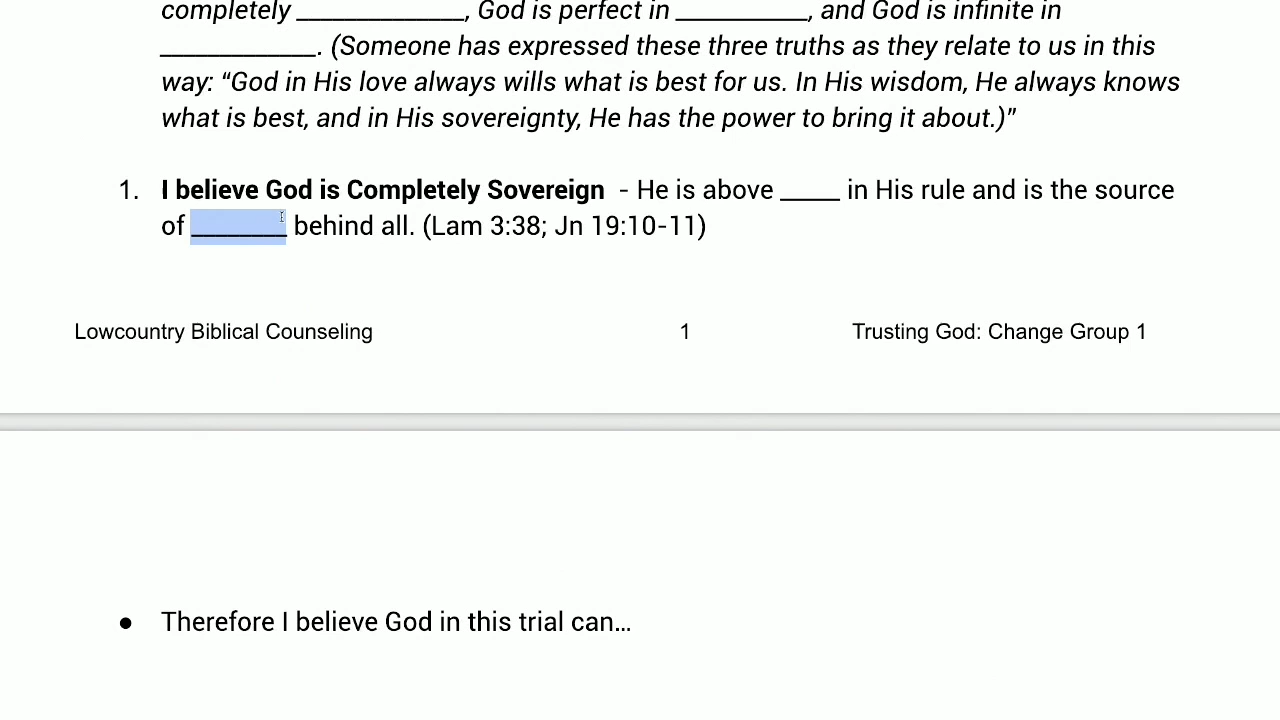 completely ______________, God is perfect in ___________, and God is infinite in
_____________. (Someone has expressed these three truths as they relate to us in this
way: “God in His love always wills what is best for us. In His wisdom, He always knows
what is best, and in His sovereignty, He has the power to bring it about.)”
1. I believe God is Completely Sovereign - He is above _____ in His rule and is the source
of ________ behind all. (Lam 3:38; Jn 19:10-11)
Lowcountry Biblical Counseling 1 Trusting God: Change Group 1
● Therefore I believe God in this trial can…